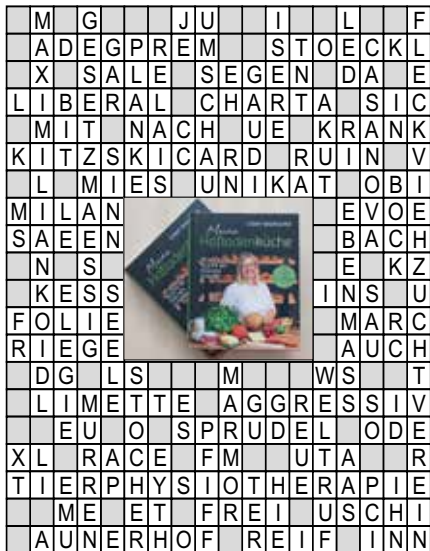 M G JU I L F
ADEGPREM STOECKL
X SALE SEGEN DA E
LIBERAL CHARTA SIC
MIT NACH UE KRANK
KITZSKICARD RUIN V
L MIES UNIKAT OBI
MILAN EVOE
SAEEN BACH
N S E KZ
KESS INS U
FOLIE MARC
RIEGE AUCH
Meine
Hofladenküche
DG LS M WS T
LIMETTE AGGRESSIV
EU O SPRUDEL ODE
XL RACE FM UTA R
TIERPHYSIOTHERAPIE
ME ET FREI USCHI
AUNERHOF REIF INN